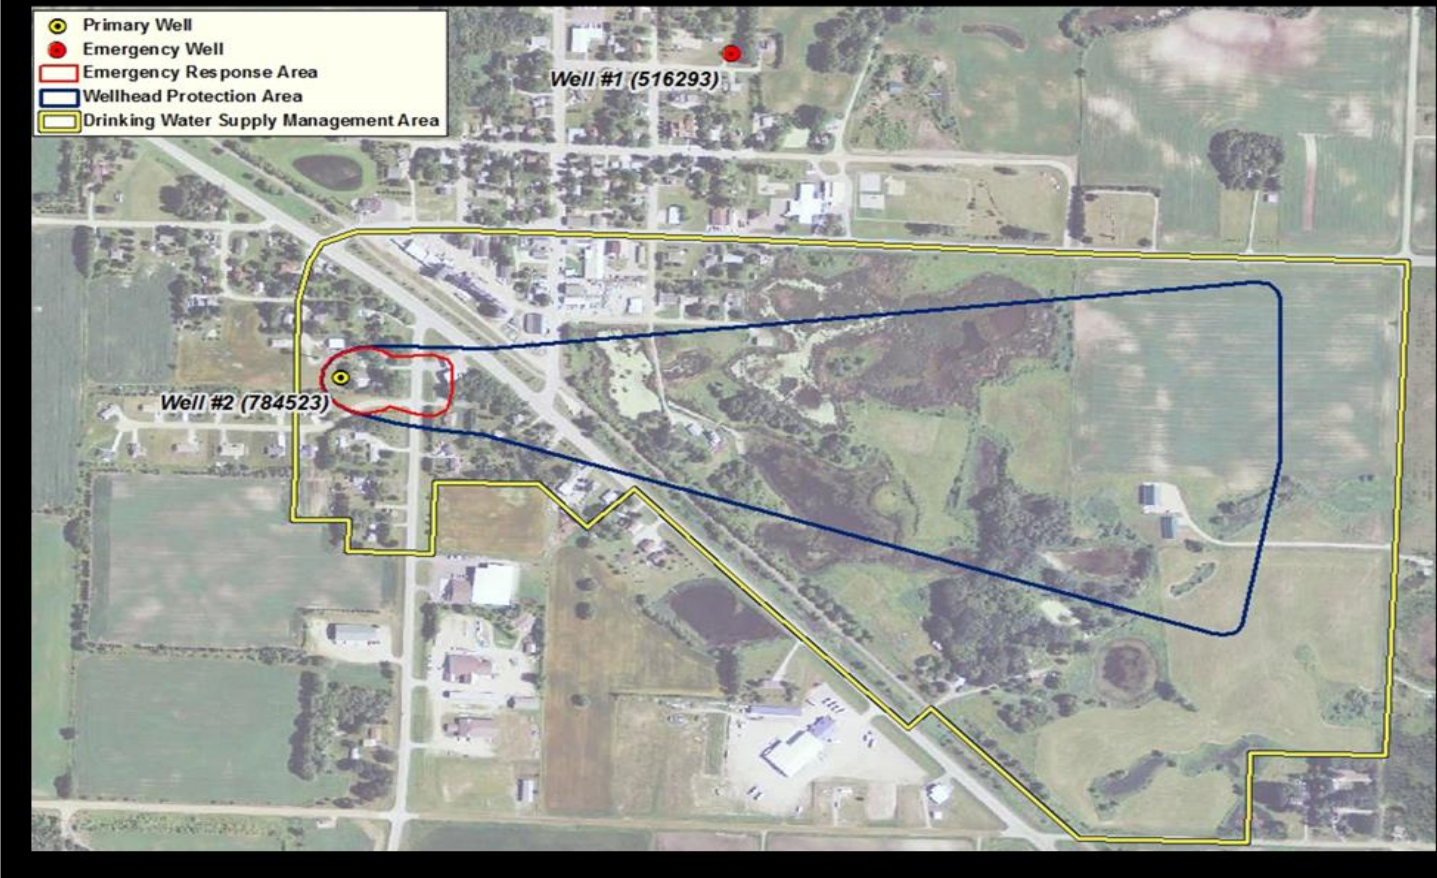 Primary Well
Emergency Well
Emergency Response Area
Wellhead Protection Area
Drinking Water Supply Management Area
Well #1 (516293)
Well #2 (784523)